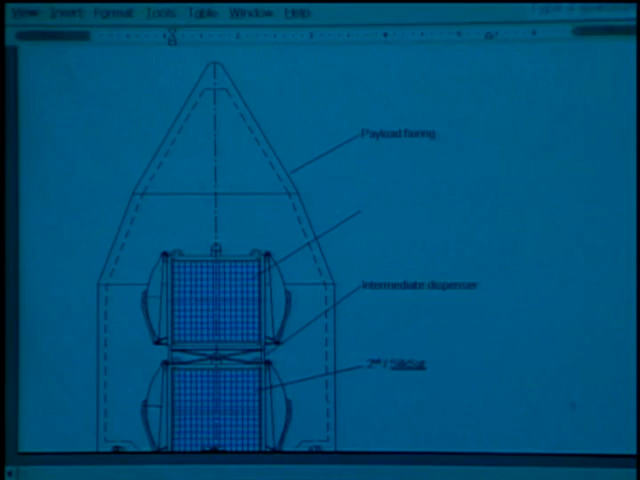 View Insert Format Tools Table Window Help
Payload fairing
Intermediate dispenser